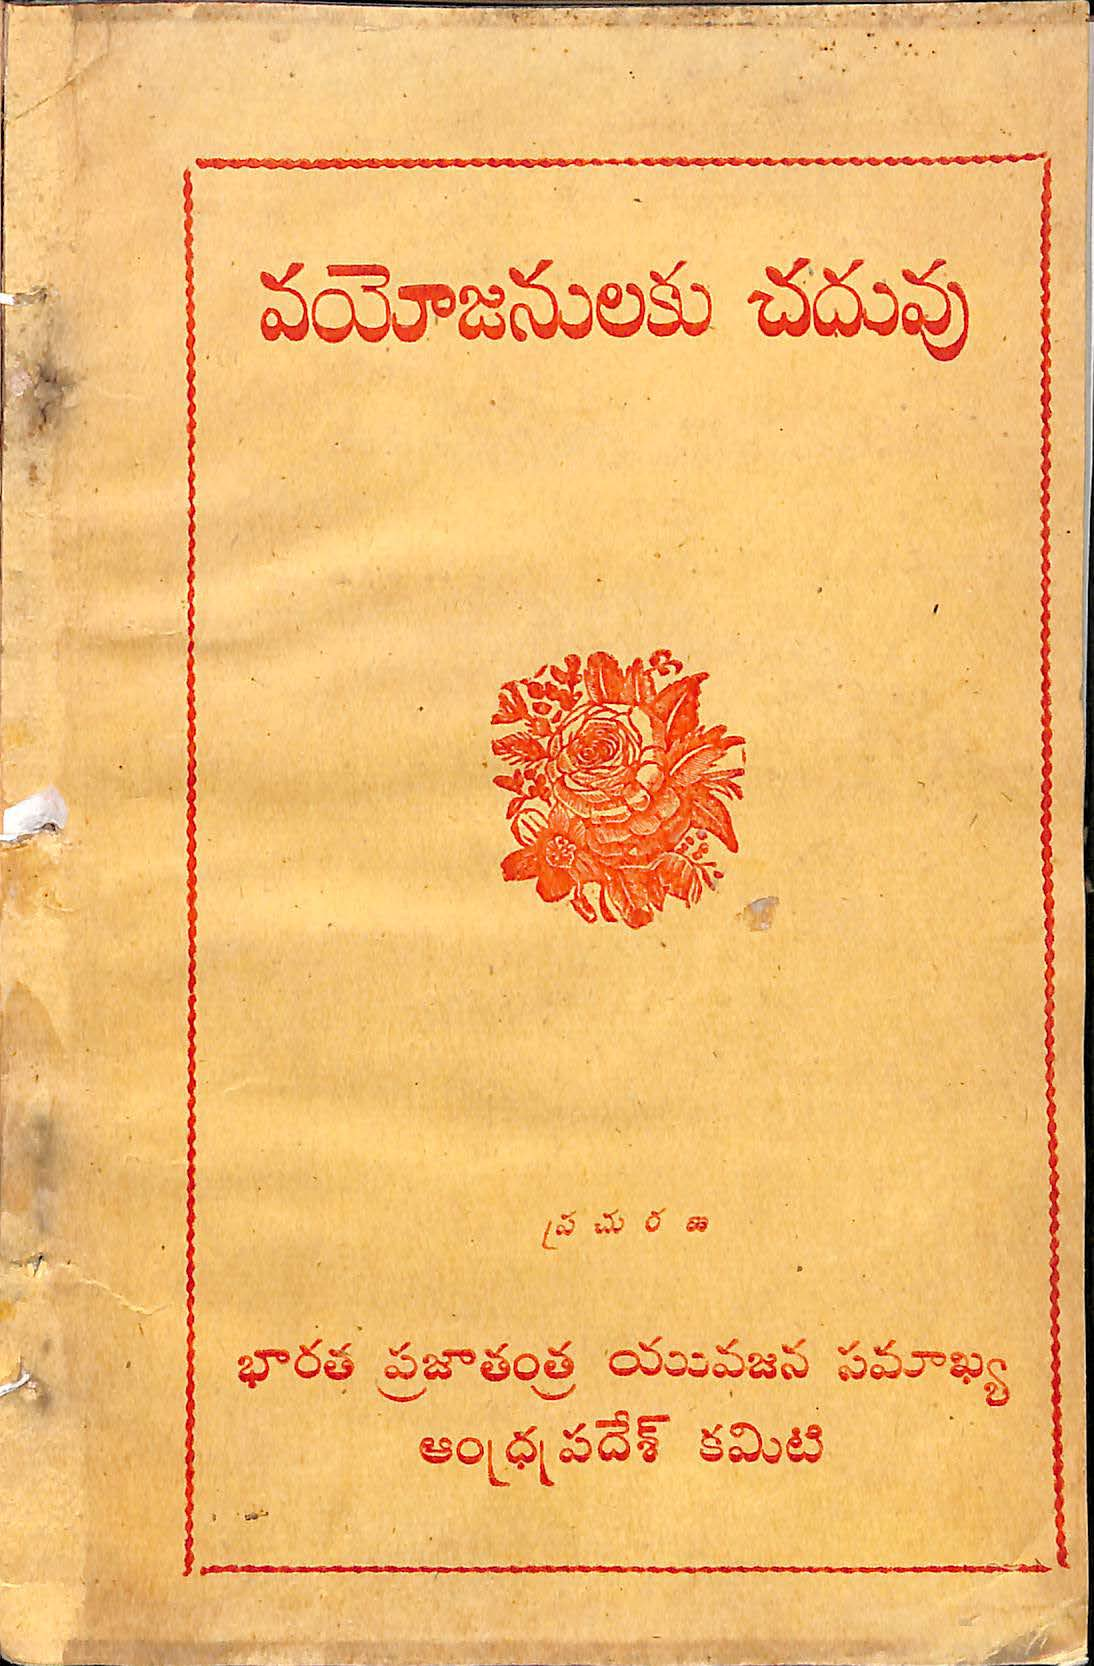 వయోజనులకు చదువు
ప్రచురణ
భారత ప్రజాతంత్ర యువజన సమాఖ్య
ఆంధ్రప్రదేశ్ కమిటి